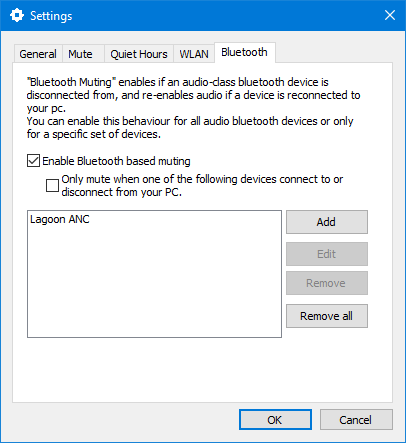 Settings
General Mute Quiet Hours WLAN Bluetooth
"Bluetooth Muting" enables if an audio-class bluetooth device is
disconnected from, and re-enables audio if a device is reconnected to
your pc.
You can enable this behaviour for all audio bluetooth devices or only
for a specific set of devices.
Enable Bluetooth based muting
Only mute when one of the following devices connect to or
disconnect from your PC.
Lagoon ANC
Add
Edit
Remove
Remove all
OK Cancel